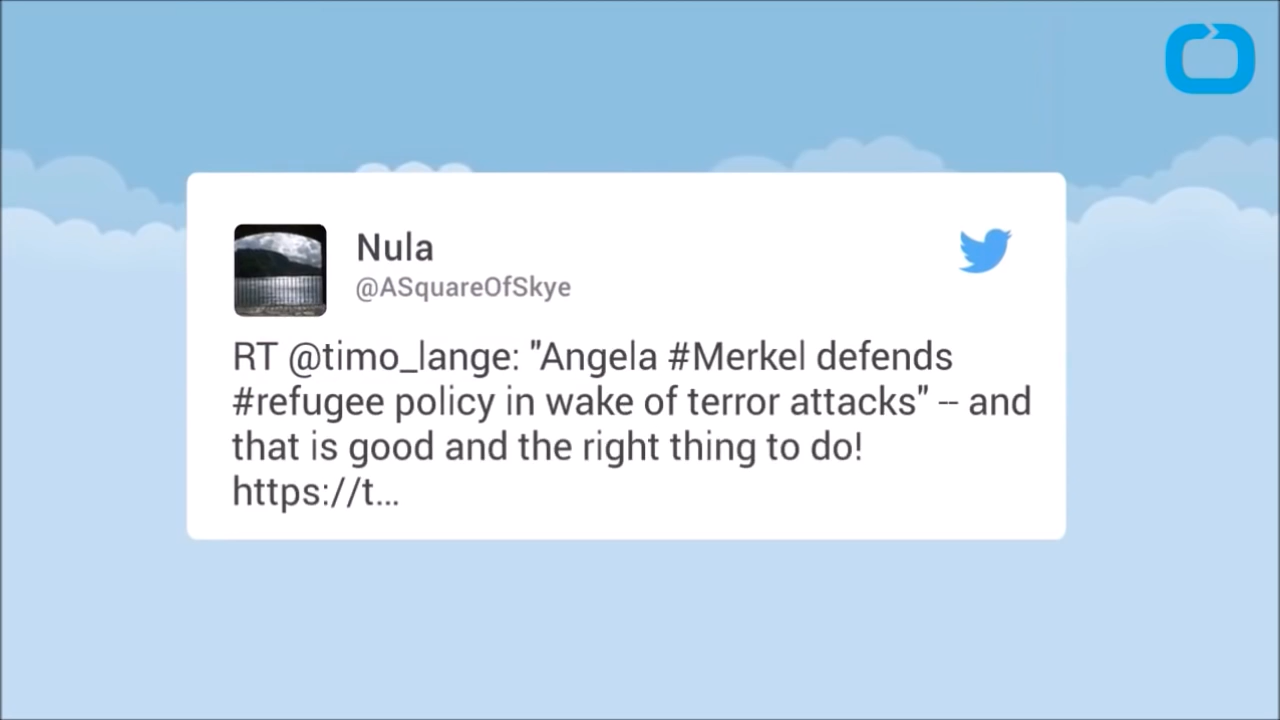 Nula
@ASquareOfSkye
RT @timo_lange: "Angela #Merkel defends
#refugee policy in wake of terror attacks" -- and
that is good and the right thing to do!
https://t...